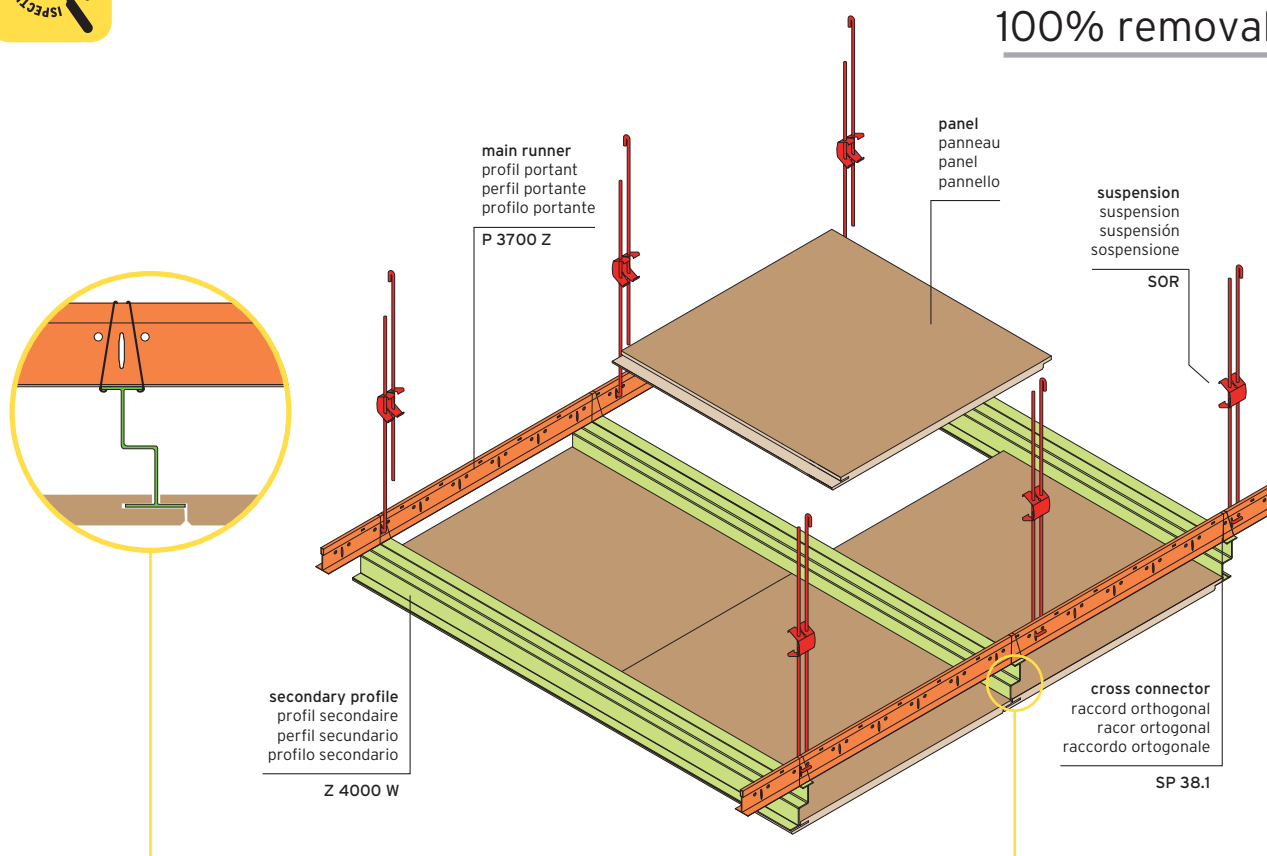 100% removal
main runner
profil portant
perfil portante
profilo portante
P 3700 Z
panel
panneau
panel
pannello
suspension
suspension
suspensión
sospensione
SOR
secondary profile
profil secondaire
perfil secundario
profilo secondario
Z 4000 W
cross connector
raccord orthogonal
racor ortogonal
raccordo ortogonale
SP 38.1